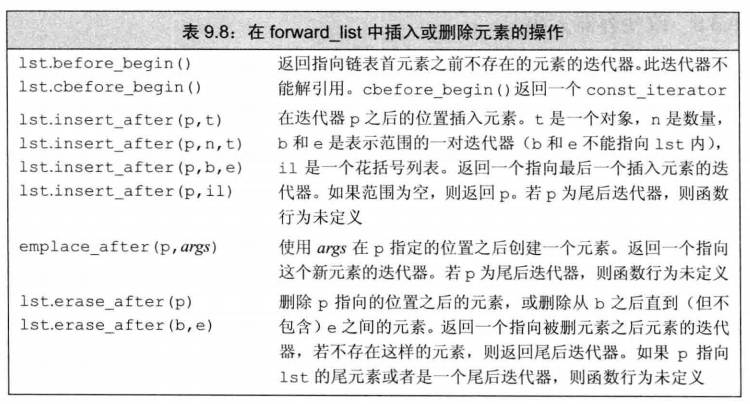 表 9.8：在 forward_list 中插入或删除元素的操作
lst.before_begin() 返回指向链表首元素之前不存在的元素的迭代器。此迭代器不
lst.cbefore_begin() 能解引用。cbefore_begin()返回一个 const_iterator
lst.insert_after(p,t) 在迭代器 p 之后的位置插入元素。t 是一个对象，n 是数量，
lst.insert_after(p,n,t) b 和 e 是表示范围的一对迭代器（b 和 e 不能指向 lst 内），
lst.insert_after(p,b,e) il 是一个花括号列表。返回一个指向最后一个插入元素的迭
lst.insert_after(p,il) 代器。如果范围为空，则返回 p。若 p 为尾后迭代器，则函数
行为未定义
emplace_after(p,args) 使用 args 在 p 指定的位置之后创建一个元素。返回一个指向
这个新元素的迭代器。若 p 为尾后迭代器，则函数行为未定义
lst.erase_after(p) 删除 p 指向的位置之后的元素，或删除从 b 之后直到（但不
lst.erase_after(b,e) 包含）e 之间的元素。返回一个指向被删元素之后元素的迭代
器，若不存在这样的元素，则返回尾后迭代器。如果 p 指向
lst 的尾元素或者是一个尾后迭代器，则函数行为未定义